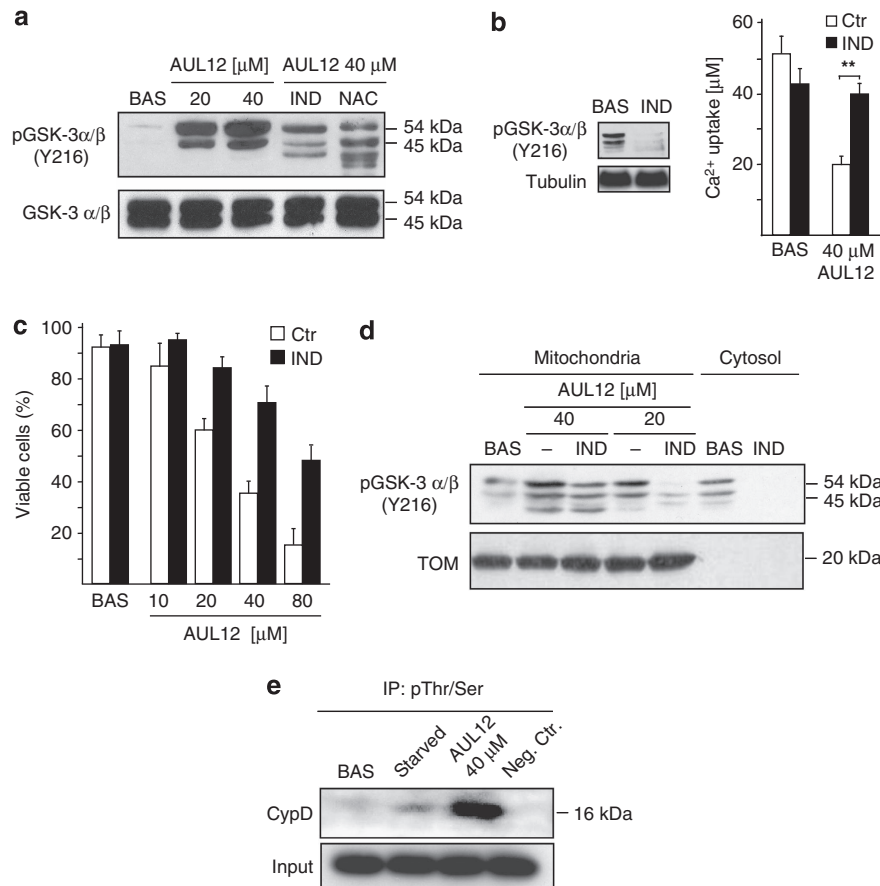 a
AUL12 [μM] AUL12 40 μM
BAS 20 40 IND NAC
pGSK-3α/β
(Y216)
54 kDa
45 kDa
GSK-3 α/β
54 kDa
45 kDa
b
BAS IND
pGSK-3α/β
(Y216)
Tubulin
Ca²⁺ uptake [μM]
60
40
20
Ctr
IND
**
BAS 40 μM
AUL12
c
Viable cells (%)
100
80
60
40
20
Ctr
IND
BAS 10 20 40 80
AUL12 [μM]
d
Mitochondria Cytosol
AUL12 [μM]
40 20
BAS – IND – IND BAS IND
pGSK-3 α/β
(Y216)
54 kDa
45 kDa
TOM
20 kDa
e
IP: pThr/Ser
BAS Starved AUL12 40 μM Neg. Ctr.
CypD
16 kDa
Input